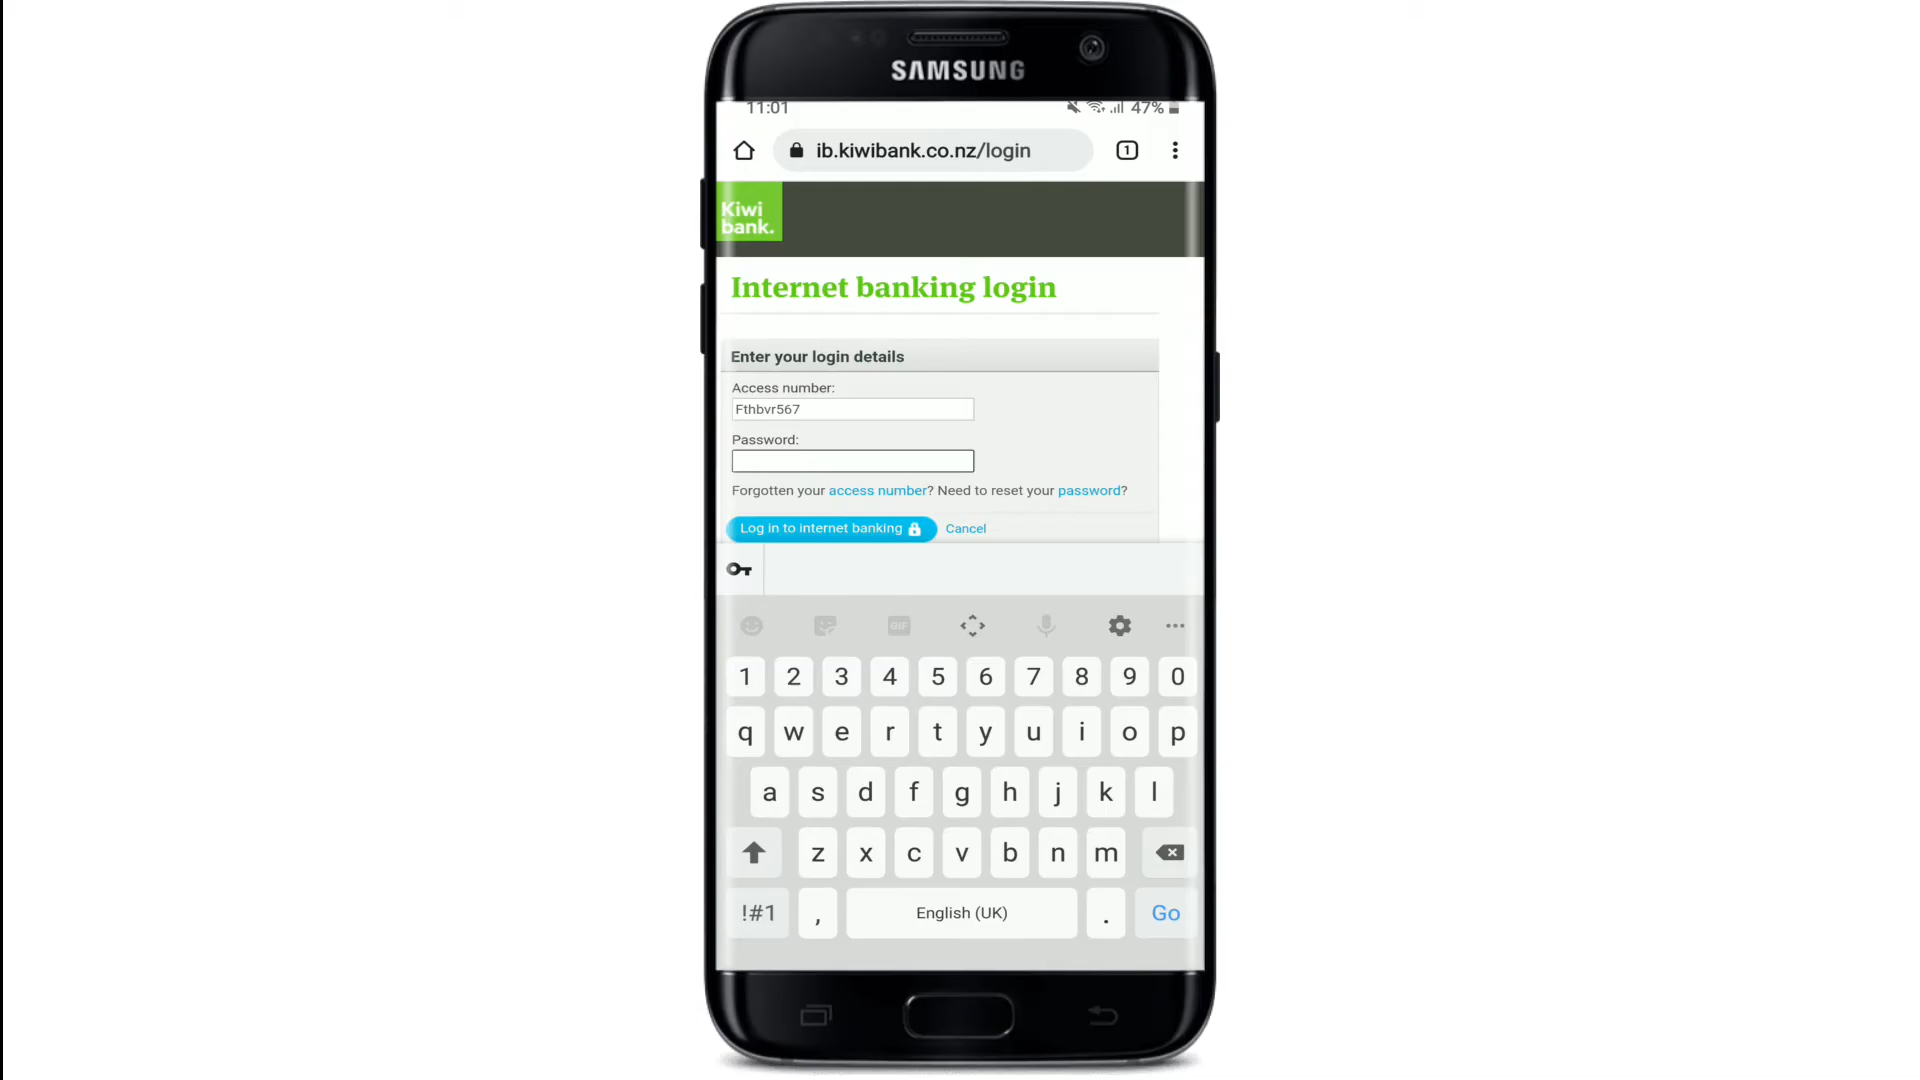 SAMSUNG
11:01 47%
ib.kiwibank.co.nz/login 1
Kiwi
bank.
Internet banking login
Enter your login details
Access number:
Fthbvr567
Password:
Forgotten your access number? Need to reset your password?
Log in to internet banking Cancel
GIF
1 2 3 4 5 6 7 8 9 0
q w e r t y u i o p
a s d f g h j k l
z x c v b n m
!#1 , English (UK) . Go